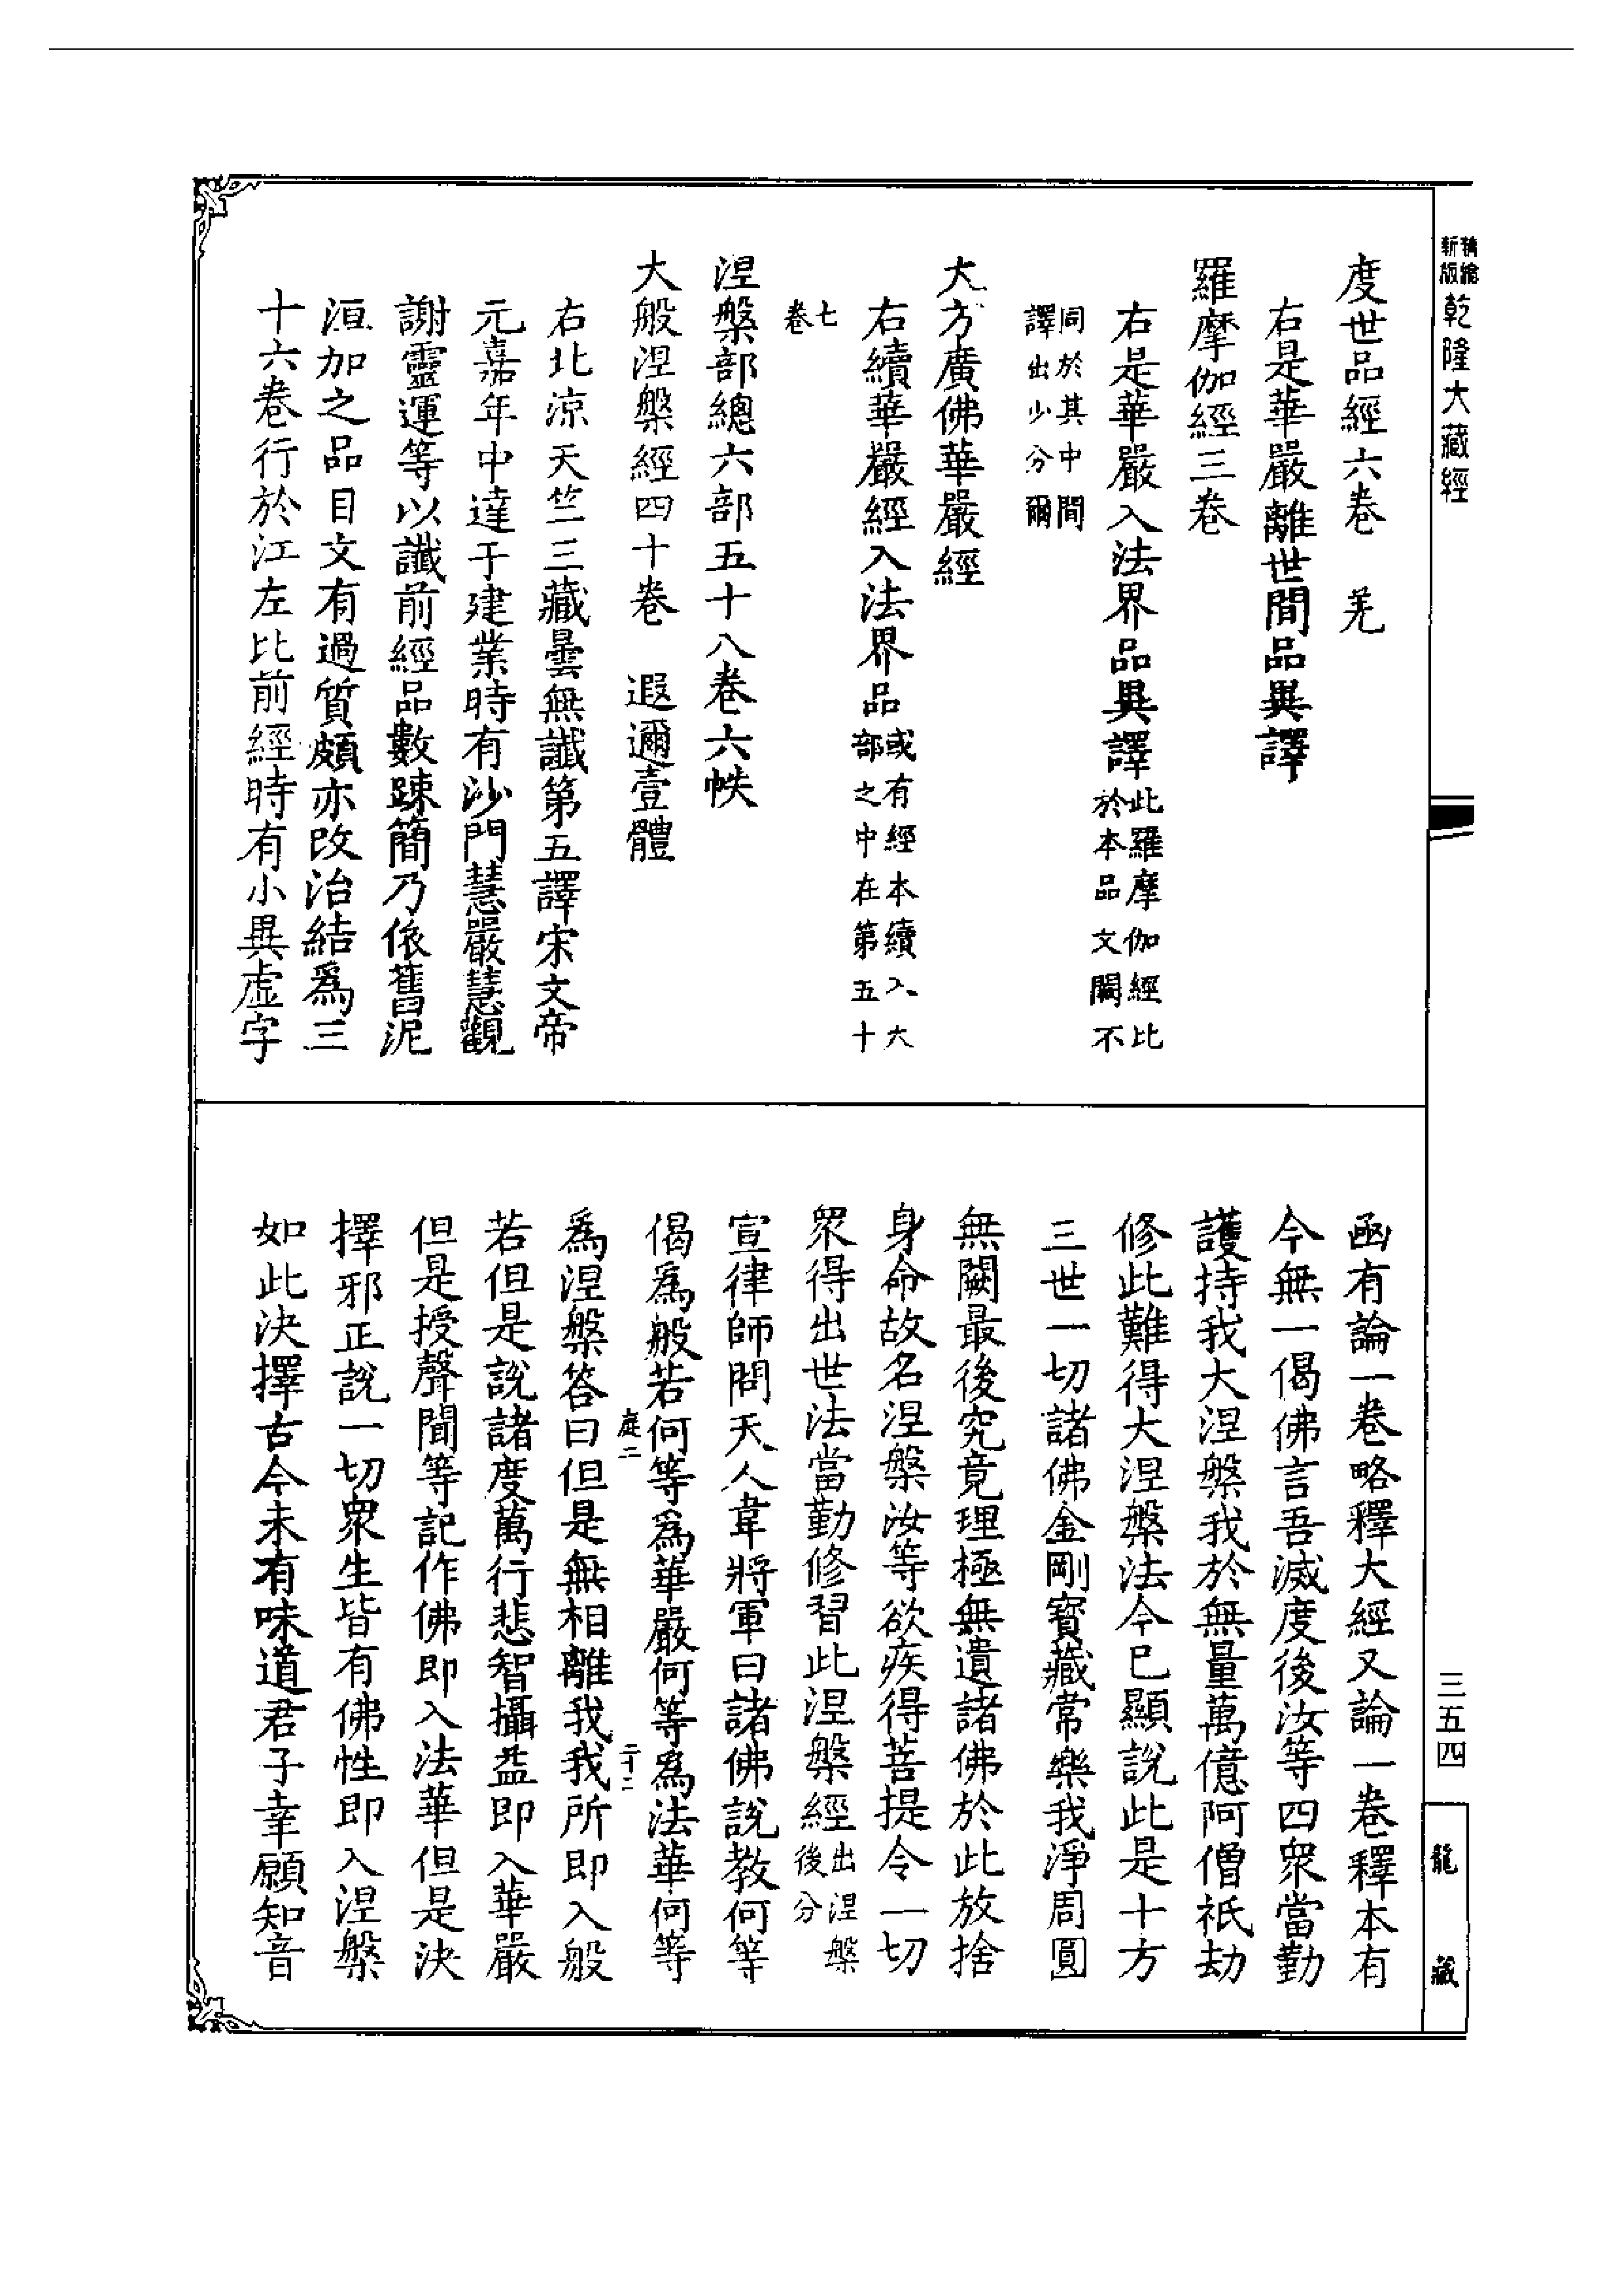 新版精縮 乾隆大藏經
度世品經六卷　羌
右是華嚴離世間品異譯
羅摩伽經三卷
右是華嚴入法界品異譯此羅摩伽經比
於本品文闕不
同於其中間
譯出少分爾
大方廣佛華嚴經
右續華嚴經入法界品或有經本續入大
部之中在第五十
七
卷
涅槃部總六部五十八卷六帙
大般涅槃經四十卷　遐邇壹體
右北涼天竺三藏曇無讖第五譯宋文帝
元嘉年中達于建業時有沙門慧嚴慧觀
謝靈運等以讖前經品數踈簡乃依舊泥
洹加之品目文有過質頗亦改治結爲三
十六卷行於江左比前經時有小異虛字
函有論一卷略釋大經又論一卷釋本有
今無一偈佛言吾滅度後汝等四衆當勤
護持我大涅槃我於無量萬億阿僧祇劫
修此難得大涅槃法今已顯說此是十方
三世一切諸佛金剛寶藏常樂我淨周圓
無闕最後究竟理極無遺諸佛於此放捨
身命故名涅槃汝等欲疾得菩提令一切
衆得出世法當勤修習此涅槃經出涅槃
後分
宣律師問天人韋將軍曰諸佛說教何等
偈爲般若何等爲華嚴何等爲法華何等
庭二
二十二
爲涅槃答曰但是無相離我我所即入般
若但是說諸度萬行悲智攝益即入華嚴
但是授聲聞等記作佛即入法華但是決
擇邪正說一切衆生皆有佛性即入涅槃
如此決擇古今未有味道君子幸願知音
三五四
龍藏